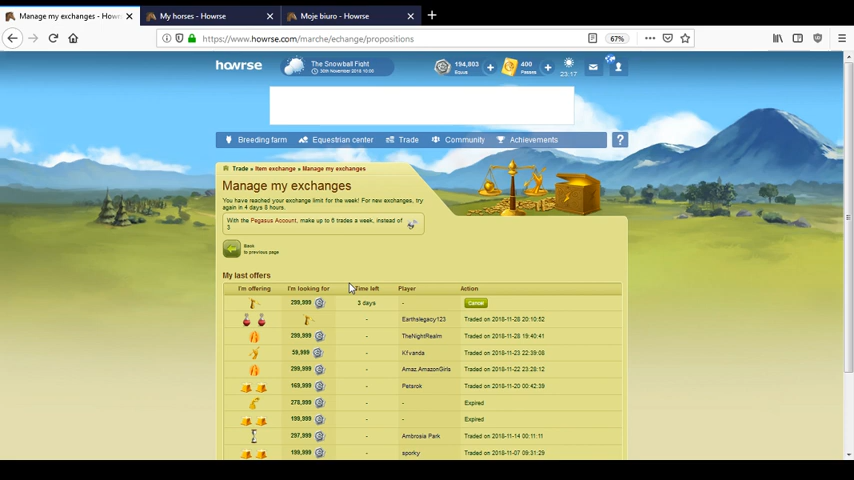 Manage my exchanges - Howrse
My horses - Howrse
Moje biuro - Howrse
https://www.howrse.com/marche/echange/propositions
67%
howrse
The Snowball Fight
30th November 2018 10:00
194,803
Equus
400
Passes
23:17
Breeding farm
Equestrian center
Trade
Community
Achievements
?
Trade » Item exchange » Manage my exchanges
Manage my exchanges
You have reached your exchange limit for the week! For new exchanges, try
again in 4 days 8 hours.
With the Pegasus Account, make up to 6 trades a week, instead of
3
Back
to previous page
My last offers
I'm offering I'm looking for Time left Player Action
299,999 3 days - Cancel
- Earthslegacy123 Traded on 2018-11-28 20:10:52
299,999 - TheNightRealm Traded on 2018-11-28 19:40:41
59,999 - Kfvanda Traded on 2018-11-23 22:39:08
299,999 - Amaz.AmazonGirls Traded on 2018-11-22 23:28:12
169,999 - Petarok Traded on 2018-11-20 00:42:39
278,999 - Expired
199,999 - Expired
297,999 - Ambrosia Park Traded on 2018-11-14 00:11:11
199,999 - sporky Traded on 2018-11-07 09:31:29